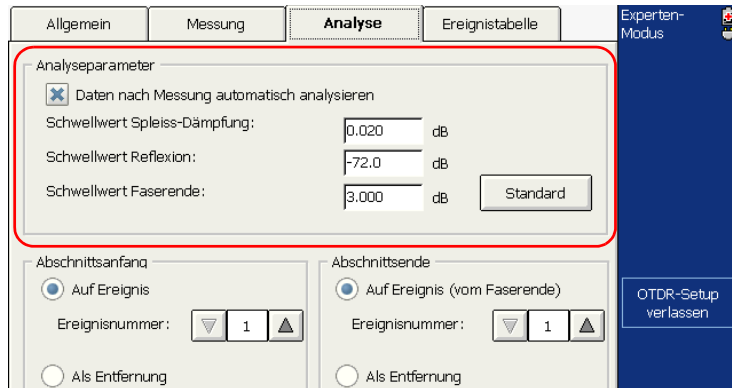 Allgemein
Messung
Analyse
Ereignistabelle
Experten-
Modus
Analyseparameter
Daten nach Messung automatisch analysieren
Schwellwert Spleiss-Dämpfung:
0.020 dB
Schwellwert Reflexion:
-72.0 dB
Schwellwert Faserende:
3.000 dB
Standard
Abschnittsanfang
Auf Ereignis
Ereignisnummer: 1
Als Entfernung
Abschnittsende
Auf Ereignis (vom Faserende)
Ereignisnummer: 1
Als Entfernung
OTDR-Setup
verlassen